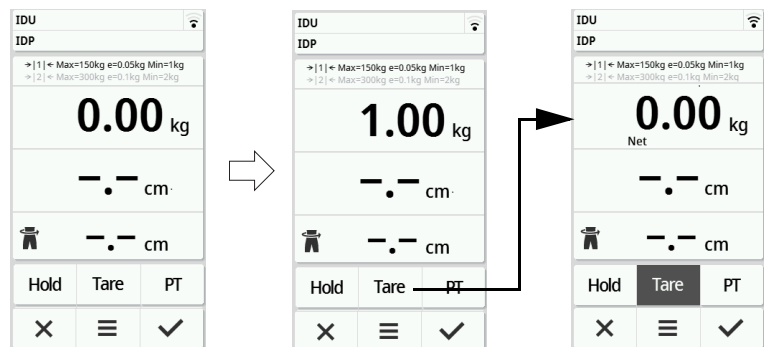 IDU
IDP
→|1|← Max=150kg e=0.05kg Min=1kg
→|2|← Max=300kg e=0.1kg Min=2kg
0.00 kg
–.– cm
–.– cm
Hold Tare PT
IDU
IDP
→|1|← Max=150kg e=0.05kg Min=1kg
→|2|← Max=300kg e=0.1kg Min=2kg
1.00 kg
–.– cm
–.– cm
Hold Tare PT
IDU
IDP
→|1|← Max=150kg e=0.05kg Min=1kg
→|2|← Max=300kg e=0.1kg Min=2kg
0.00 kg
Net
–.– cm
–.– cm
Hold Tare PT